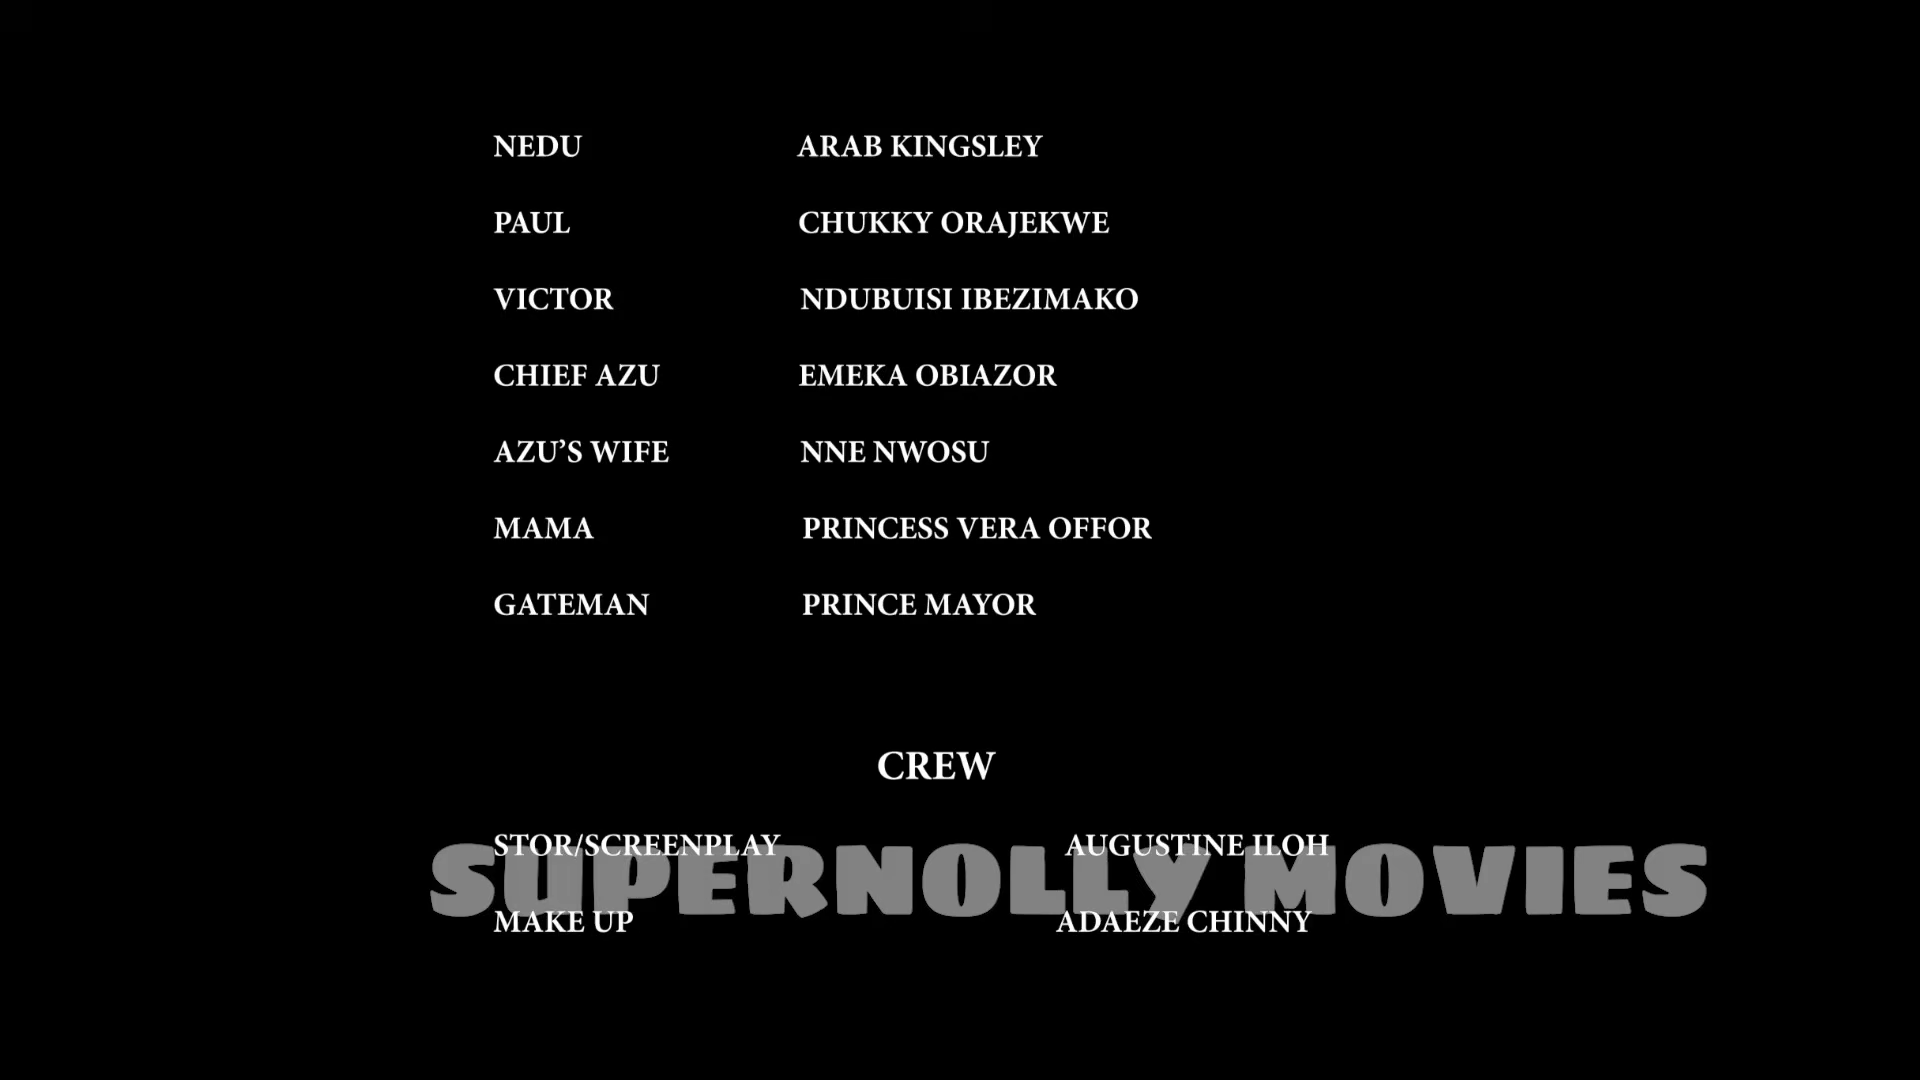 NEDU ARAB KINGSLEY
PAUL CHUKKY ORAJEKWE
VICTOR NDUBUISI IBEZIMAKO
CHIEF AZU EMEKA OBIAZOR
AZU’S WIFE NNE NWOSU
MAMA PRINCESS VERA OFFOR
GATEMAN PRINCE MAYOR
CREW
STOR/SCREENPLAY AUGUSTINE ILOH
SUPERNOLLY MOVIES
MAKE UP ADAEZE CHINNY